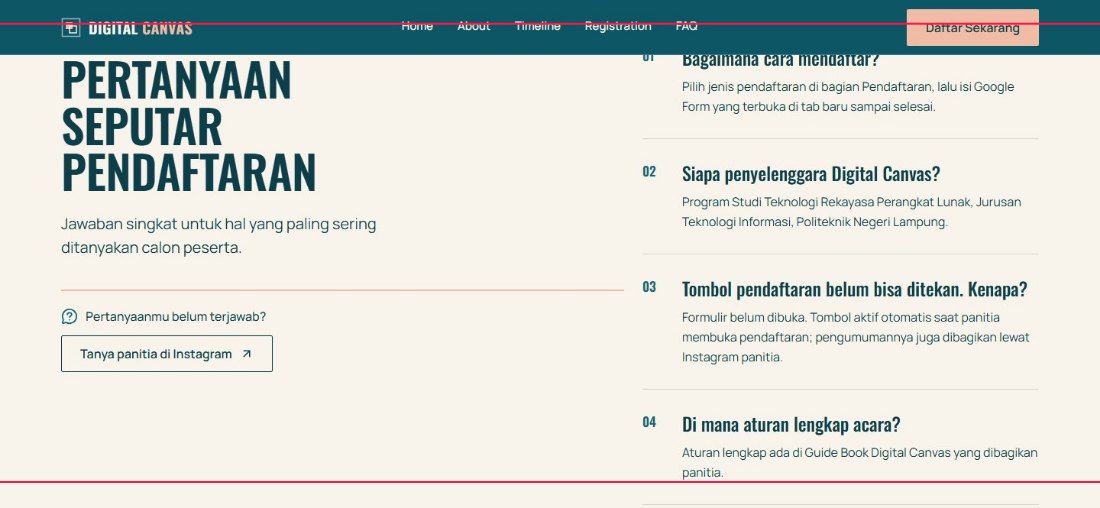 DIGITAL CANVAS
Home About Timeline Registration FAQ
Daftar Sekarang
PERTANYAAN
SEPUTAR
PENDAFTARAN
Jawaban singkat untuk hal yang paling sering
ditanyakan calon peserta.
Pertanyaanmu belum terjawab?
Tanya panitia di Instagram
01 Bagaimana cara mendaftar?
Pilih jenis pendaftaran di bagian Pendaftaran, lalu isi Google
Form yang terbuka di tab baru sampai selesai.
02 Siapa penyelenggara Digital Canvas?
Program Studi Teknologi Rekayasa Perangkat Lunak, Jurusan
Teknologi Informasi, Politeknik Negeri Lampung.
03 Tombol pendaftaran belum bisa ditekan. Kenapa?
Formulir belum dibuka. Tombol aktif otomatis saat panitia
membuka pendaftaran; pengumumannya juga dibagikan lewat
Instagram panitia.
04 Di mana aturan lengkap acara?
Aturan lengkap ada di Guide Book Digital Canvas yang dibagikan
panitia.